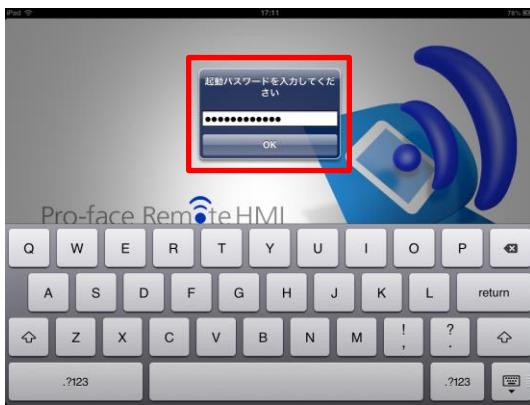 iPad 17:11 78%
起動パスワードを入力してくだ
さい
●●●●●●●●●●●●
OK
Pro-face Remote HMI
Q W E R T Y U I O P
A S D F G H J K L return
Z X C V B N M ! , ? .
.?123 .?123